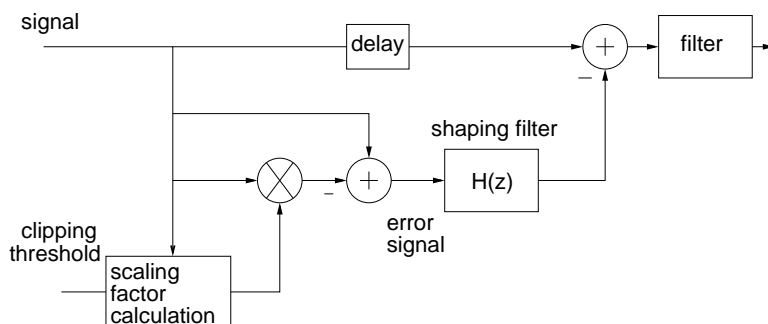 signal
delay
+
filter
−
shaping filter
+
H(z)
−
error
signal
clipping
threshold
scaling
factor
calculation